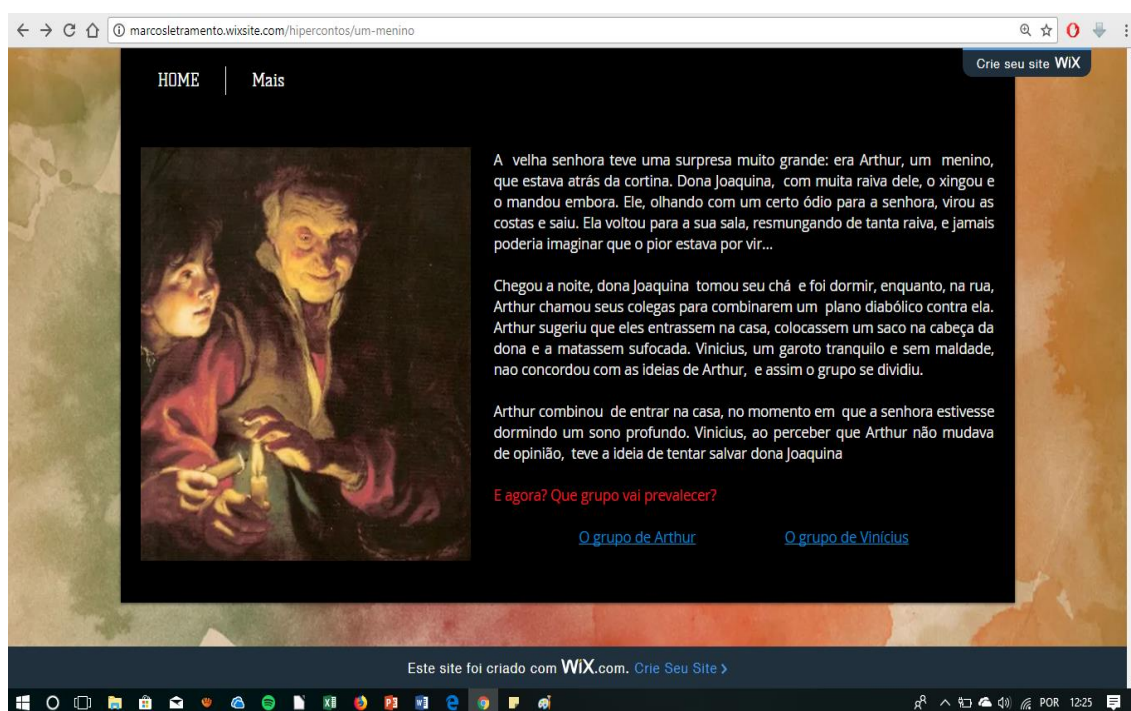 marcosletramento.wixsite.com/hipercontos/um-menino
Crie seu site WiX
HOME
Mais
A velha senhora teve uma surpresa muito grande: era Arthur, um menino,
que estava atrás da cortina. Dona Joaquina, com muita raiva dele, o xingou e
o mandou embora. Ele, olhando com um certo ódio para a senhora, virou as
costas e saiu. Ela voltou para a sua sala, resmungando de tanta raiva, e jamais
poderia imaginar que o pior estava por vir...
Chegou a noite, dona Joaquina tomou seu chá e foi dormir, enquanto, na rua,
Arthur chamou seus colegas para combinarem um plano diabólico contra ela.
Arthur sugeriu que eles entrassem na casa, colocassem um saco na cabeça da
dona e a matassem sufocada. Vinicius, um garoto tranquilo e sem maldade,
nao concordou com as ideias de Arthur, e assim o grupo se dividiu.
Arthur combinou de entrar na casa, no momento em que a senhora estivesse
dormindo um sono profundo. Vinicius, ao perceber que Arthur não mudava
de opinião, teve a ideia de tentar salvar dona Joaquina
E agora? Que grupo vai prevalecer?
O grupo de Arthur
O grupo de Vinícius
Este site foi criado com WiX.com. Crie Seu Site >
POR 12:25